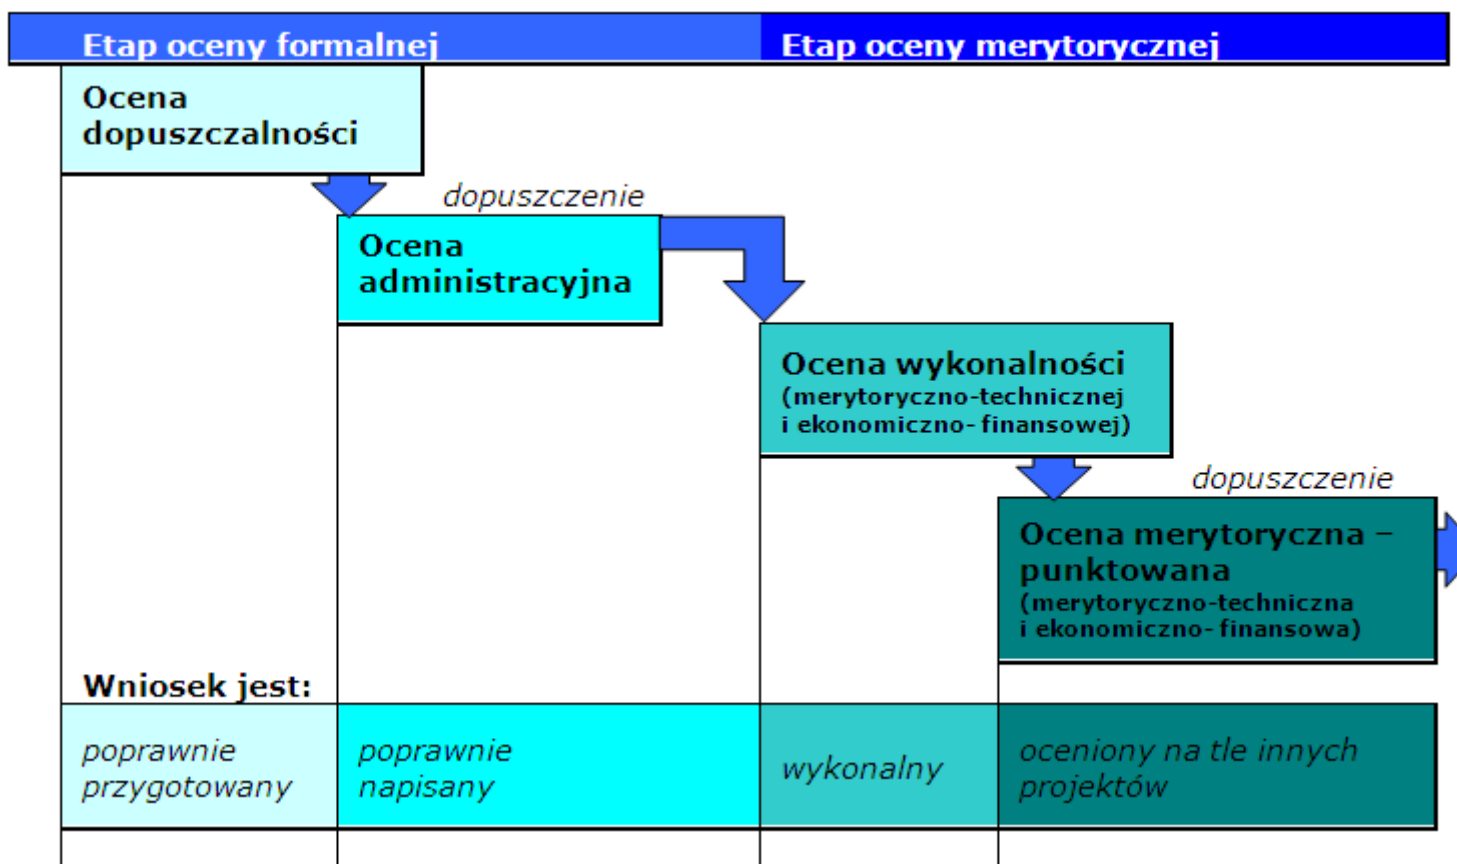 Etap oceny formalnej
Etap oceny merytorycznej
Ocena
dopuszczalności
dopuszczenie
Ocena
administracyjna
Ocena wykonalności
(merytoryczno-technicznej
i ekonomiczno- finansowej)
dopuszczenie
Ocena merytoryczna –
punktowana
(merytoryczno-techniczna
i ekonomiczno- finansowa)
Wniosek jest:
poprawnie
przygotowany
poprawnie
napisany
wykonalny
oceniony na tle innych
projektów